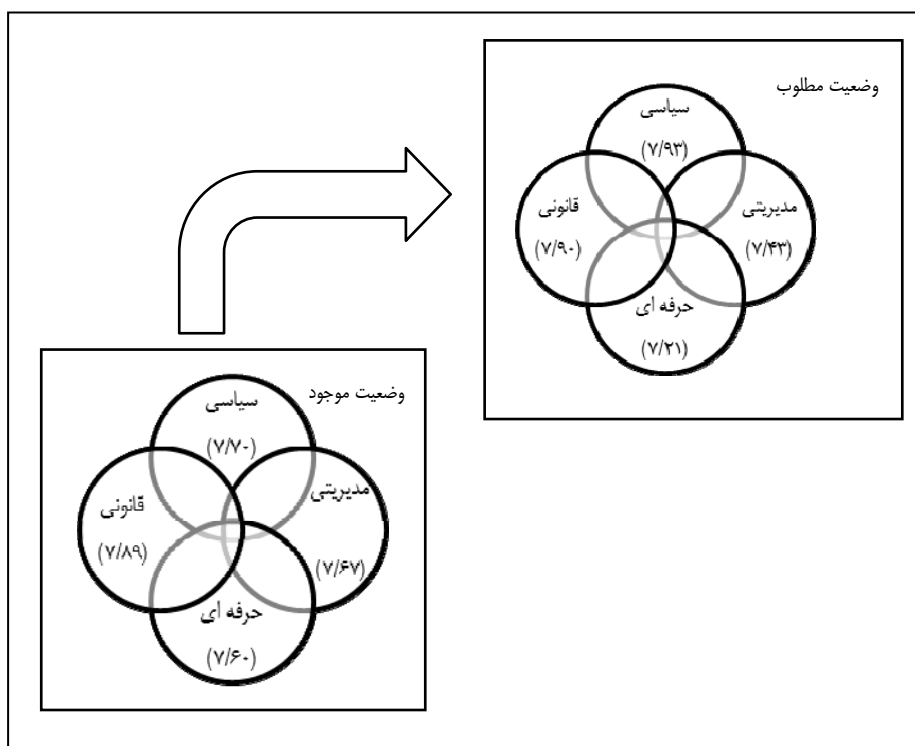 وضعیت مطلوب
سیاسی
(۷/۹۳)
مدیریتی
(۷/۴۳)
قانونی
(۷/۹۰)
حرفه ای
(۷/۲۱)
وضعیت موجود
سیاسی
(۷/۷۰)
مدیریتی
(۷/۶۷)
قانونی
(۷/۸۹)
حرفه ای
(۷/۶۰)